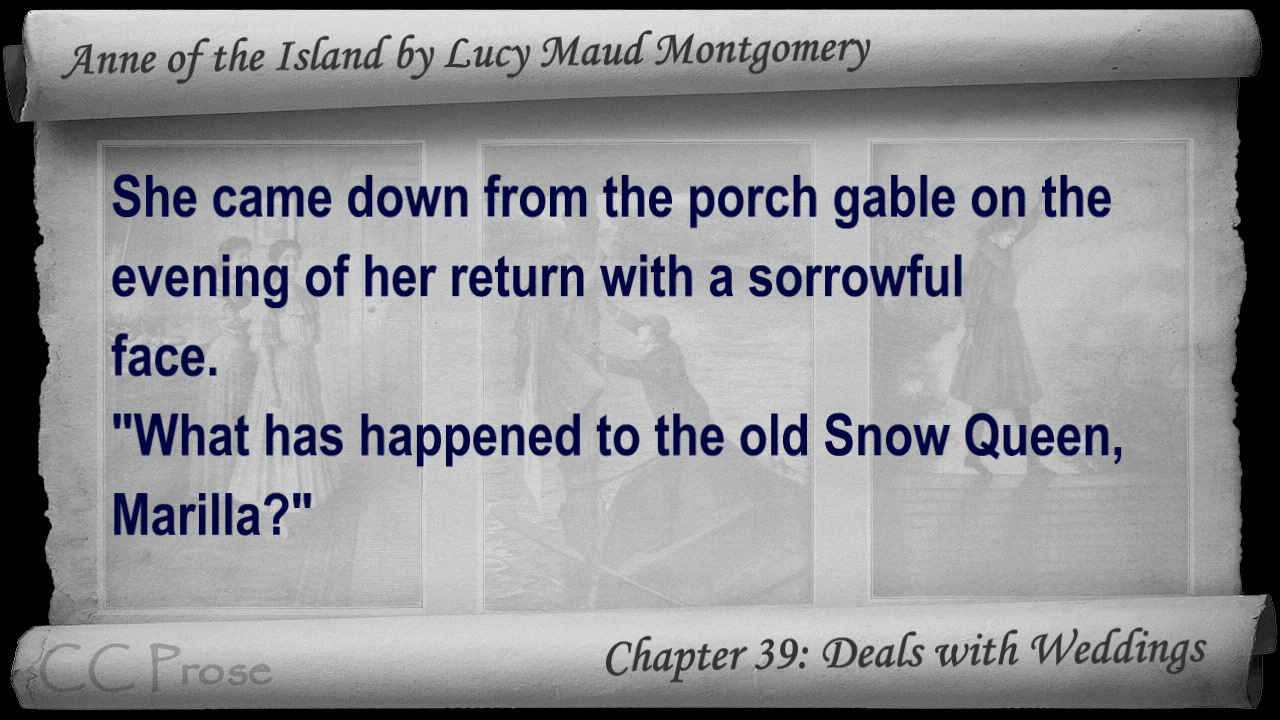 Anne of the Island by Lucy Maud Montgomery
She came down from the porch gable on the
evening of her return with a sorrowful
face.
"What has happened to the old Snow Queen,
Marilla?"
CC Prose
Chapter 39: Deals with Weddings